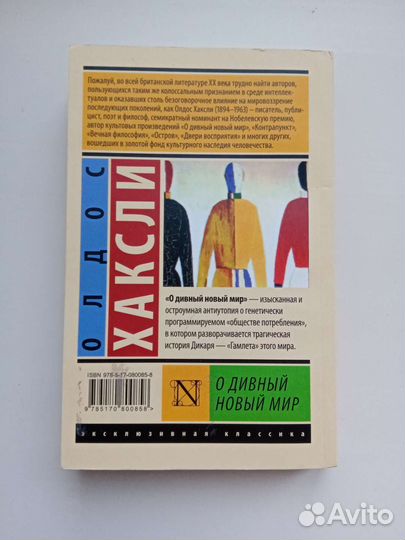 Пожалуй, во всей британской литературе XX века трудно найти авторов,
пользующихся таким же колоссальным признанием в среде интеллек-
туалов и оказавших столь безоговорочное влияние на мировоззрение
последующих поколений, как Олдос Хаксли (1894–1963) – писатель, публи-
цист, поэт и философ, семикратный номинант на Нобелевскую премию,
автор культовых произведений «О дивный новый мир», «Контрапункт»,
«Вечная философия», «Остров», «Двери восприятия» и многих других,
вошедших в золотой фонд культурного наследия человечества.
ОЛДОС
ХАКСЛИ
«О дивный новый мир» — изысканная и
остроумная антиутопия о генетически
программируемом «обществе потребления»,
в котором разворачивается трагическая
история Дикаря — «Гамлета» этого мира.
ISBN 978-5-17-080085-8
9 785170 800858 >
N
О ДИВНЫЙ
НОВЫЙ МИР
эксклюзивная классика
Avito